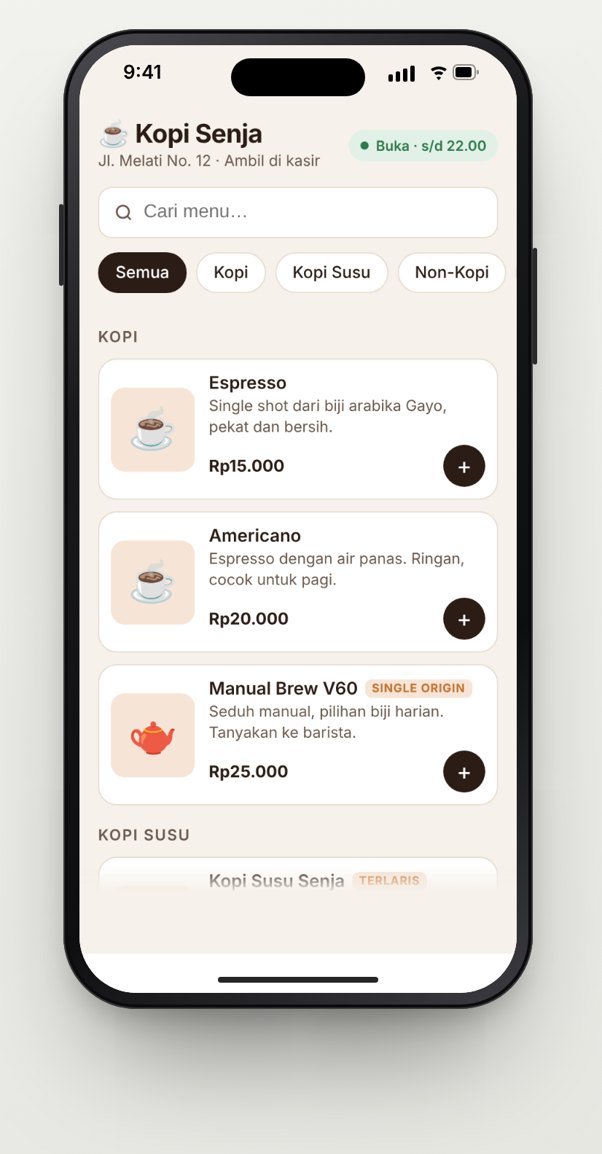 9:41
Kopi Senja
Jl. Melati No. 12 · Ambil di kasir
Buka · s/d 22.00
Cari menu…
Semua
Kopi
Kopi Susu
Non-Kopi
KOPI
Espresso
Single shot dari biji arabika Gayo,
pekat dan bersih.
Rp15.000
+
Americano
Espresso dengan air panas. Ringan,
cocok untuk pagi.
Rp20.000
+
Manual Brew V60 SINGLE ORIGIN
Seduh manual, pilihan biji harian.
Tanyakan ke barista.
Rp25.000
+
KOPI SUSU
Kopi Susu Senja TERLARIS